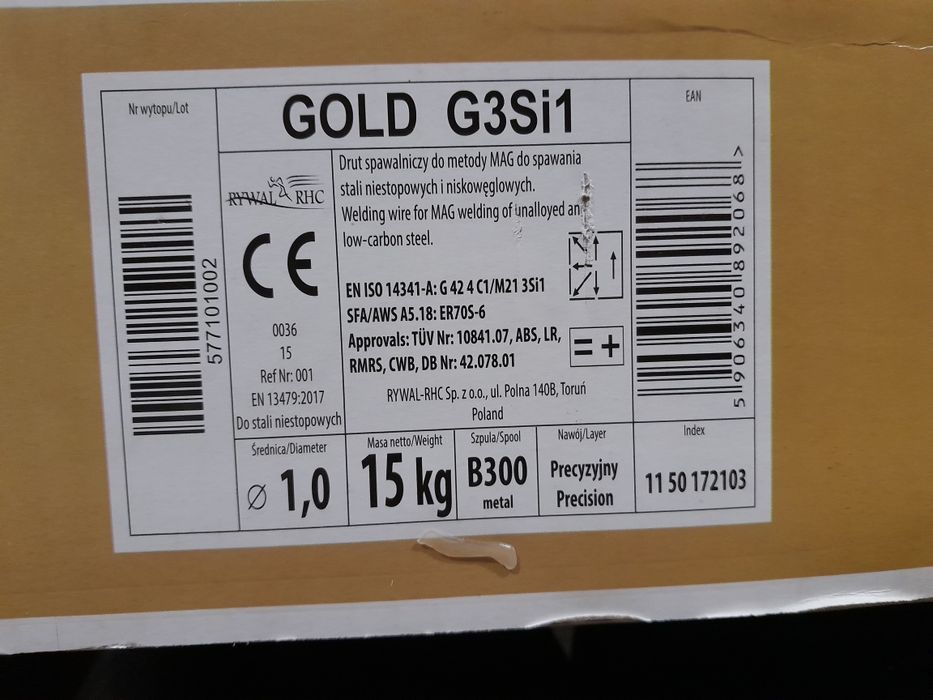 Nr wytopu/Lot
577101002
GOLD G3Si1
RYWAL RHC
CE
0036
15
Ref Nr: 001
EN 13479:2017
Do stali niestopowych
Drut spawalniczy do metody MAG do spawania
stali niestopowych i niskowęglowych.
Welding wire for MAG welding of unalloyed and
low-carbon steel.
EN ISO 14341-A: G 42 4 C1/M21 3Si1
SFA/AWS A5.18: ER70S-6
Approvals: TÜV Nr: 10841.07, ABS, LR,
RMRS, CWB, DB Nr: 42.078.01
= +
RYWAL-RHC Sp. z o.o., ul. Polna 140B, Toruń
Poland
EAN
5 906340 892068 >
Średnica/Diameter
Ø 1,0
Masa netto/Weight
15 kg
Szpula/Spool
B300
metal
Nawój/Layer
Precyzyjny
Precision
Index
11 50 172103